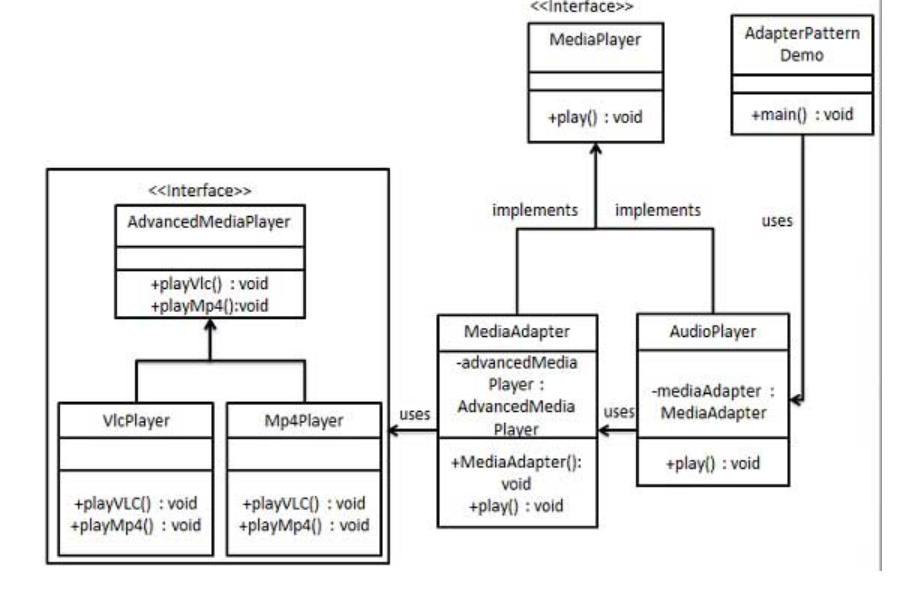 <<Interface>>
MediaPlayer
+play() : void
AdapterPattern
Demo
+main() : void
implements
implements
uses
<<Interface>>
AdvancedMediaPlayer
+playVlc() : void
+playMp4():void
VlcPlayer
+playVLC() : void
+playMp4() : void
Mp4Player
+playVLC() : void
+playMp4() : void
uses
MediaAdapter
-advancedMedia
Player :
AdvancedMedia
Player
+MediaAdapter():
void
+play() : void
uses
AudioPlayer
-mediaAdapter :
MediaAdapter
+play() : void